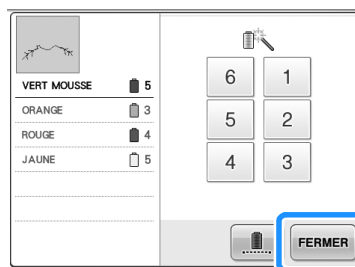 VERT MOUSSE 5
ORANGE 3
ROUGE 4
JAUNE 5
6 1
5 2
4 3
FERMER